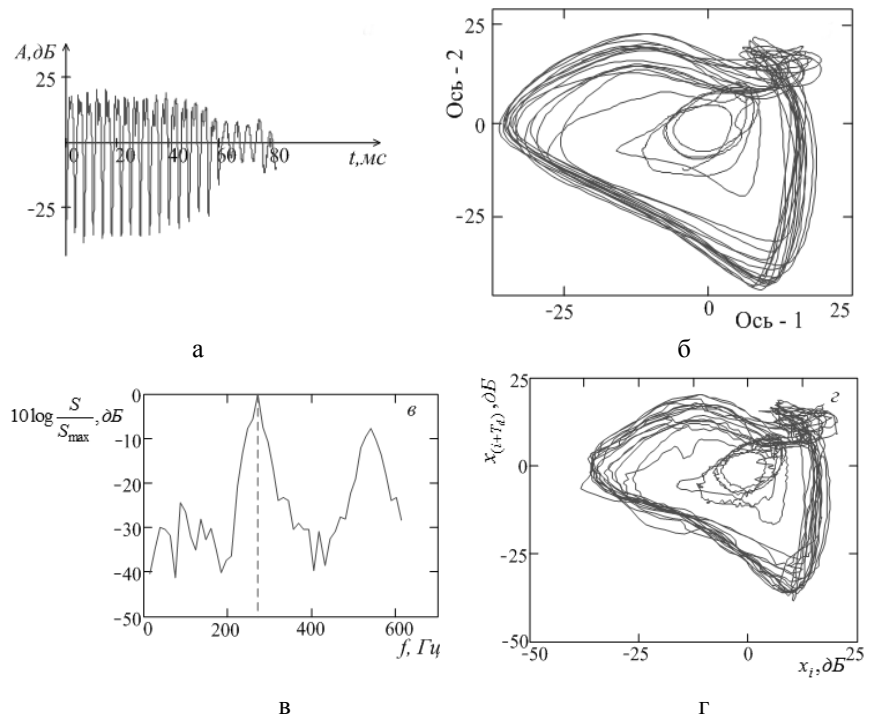 A,дБ
25
0 20 40 60 80
t,мс
-25
а
25
Ось - 2
0
-25
-25 0 25
Ось - 1
б
10 log S/Smax, дБ
в
0
-10
-20
-30
-40
-50
0 200 400 600
f, Гц
в
x(i+Td), дБ
г
25
0
-25
-50
-50 -25 0 25
xi, дБ
г